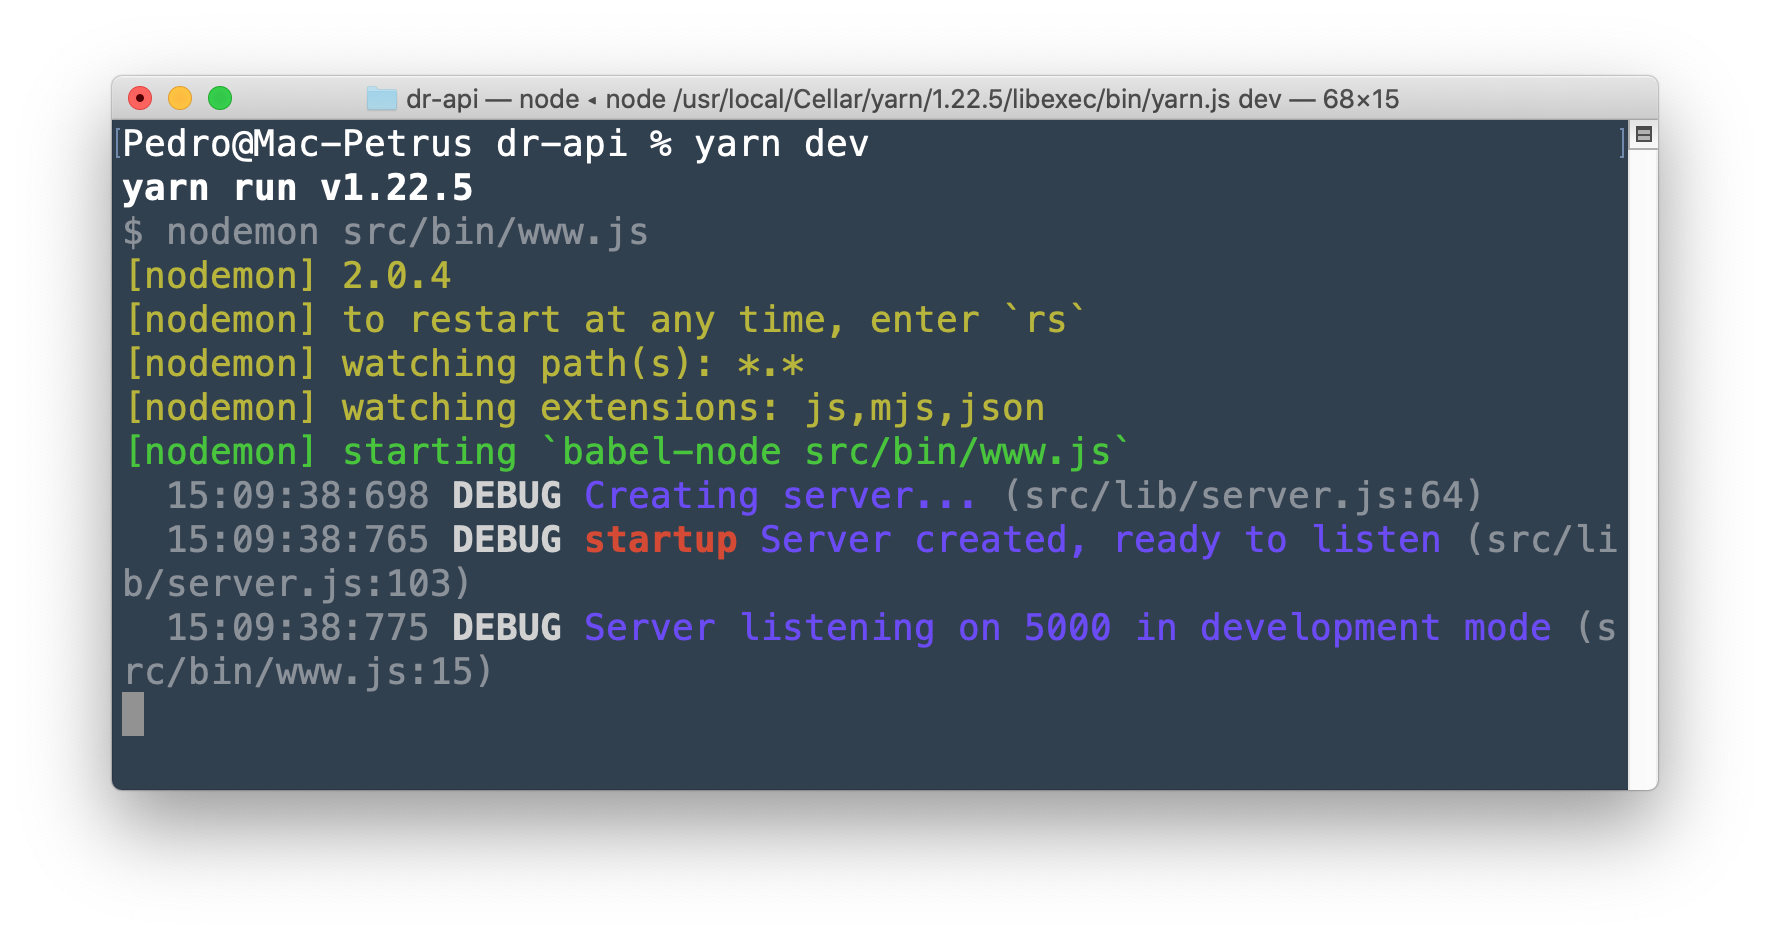 dr-api — node ◂ node /usr/local/Cellar/yarn/1.22.5/libexec/bin/yarn.js dev — 68×15
[Pedro@Mac-Petrus dr-api % yarn dev ]
yarn run v1.22.5
$ nodemon src/bin/www.js
[nodemon] 2.0.4
[nodemon] to restart at any time, enter `rs`
[nodemon] watching path(s): *.*
[nodemon] watching extensions: js,mjs,json
[nodemon] starting `babel-node src/bin/www.js`
15:09:38:698 DEBUG Creating server... (src/lib/server.js:64)
15:09:38:765 DEBUG startup Server created, ready to listen (src/li
b/server.js:103)
15:09:38:775 DEBUG Server listening on 5000 in development mode (s
rc/bin/www.js:15)